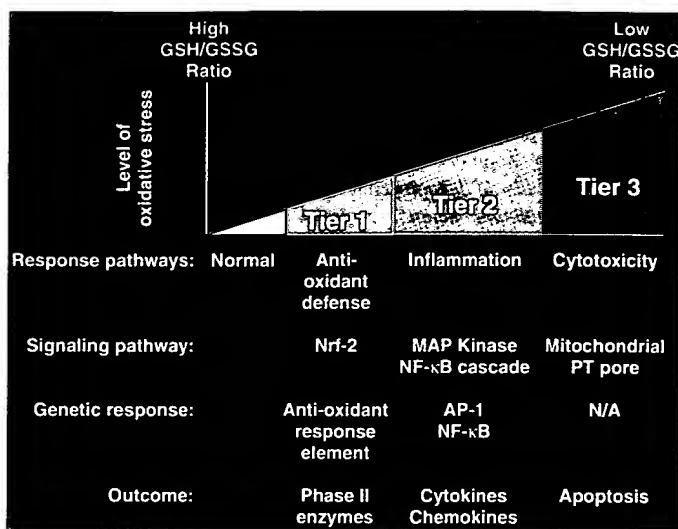 High
GSH/GSSG
Ratio
Low
GSH/GSSG
Ratio
Level of
oxidative stress
Tier 1
Tier 2
Tier 3
Response pathways: Normal Anti-oxidant defense Inflammation Cytotoxicity
Signaling pathway: Nrf-2 MAP Kinase NF-κB cascade Mitochondrial PT pore
Genetic response: Anti-oxidant response element AP-1 NF-κB N/A
Outcome: Phase II enzymes Cytokines Chemokines Apoptosis